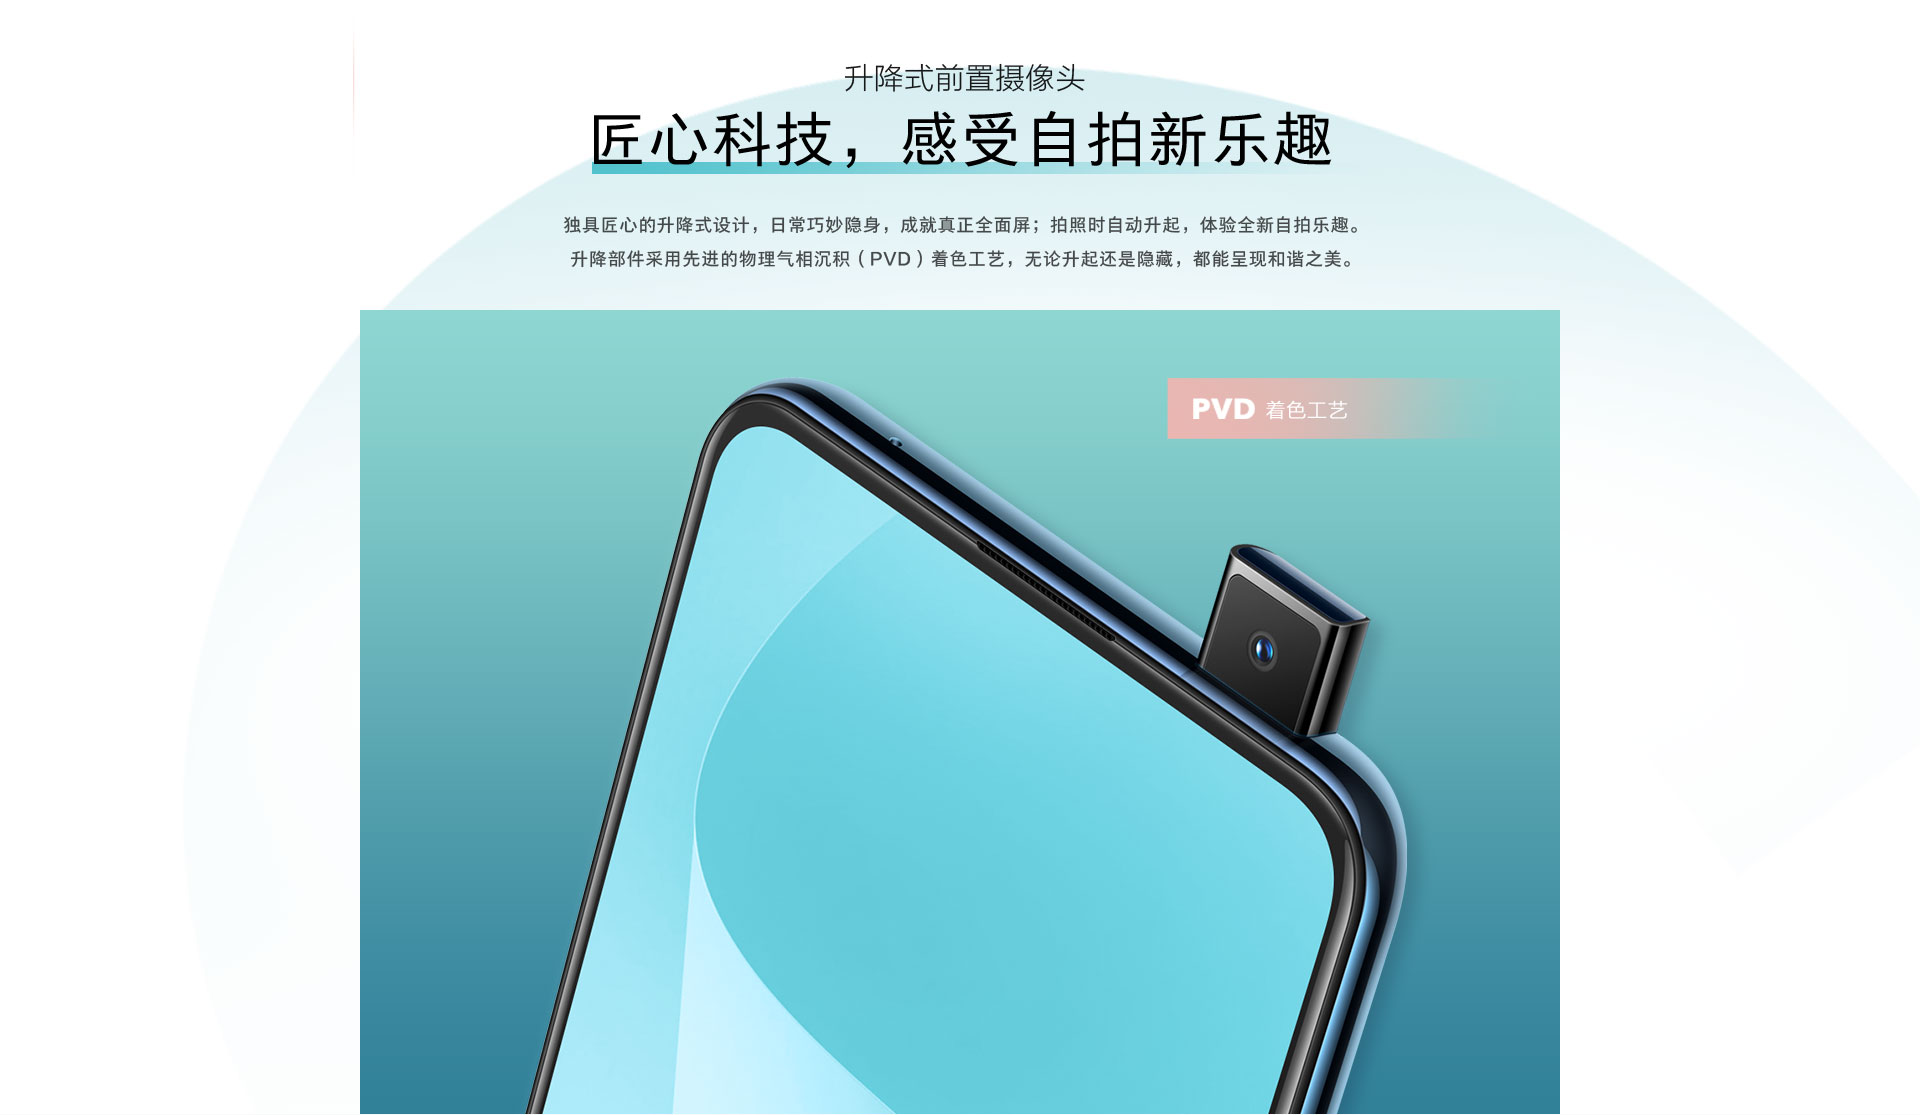 升降式前置摄像头
匠心科技，感受自拍新乐趣
独具匠心的升降式设计，日常巧妙隐身，成就真正全面屏；拍照时自动升起，体验全新自拍乐趣。
升降部件采用先进的物理气相沉积（PVD）着色工艺，无论升起还是隐藏，都能呈现和谐之美。
PVD 着色工艺